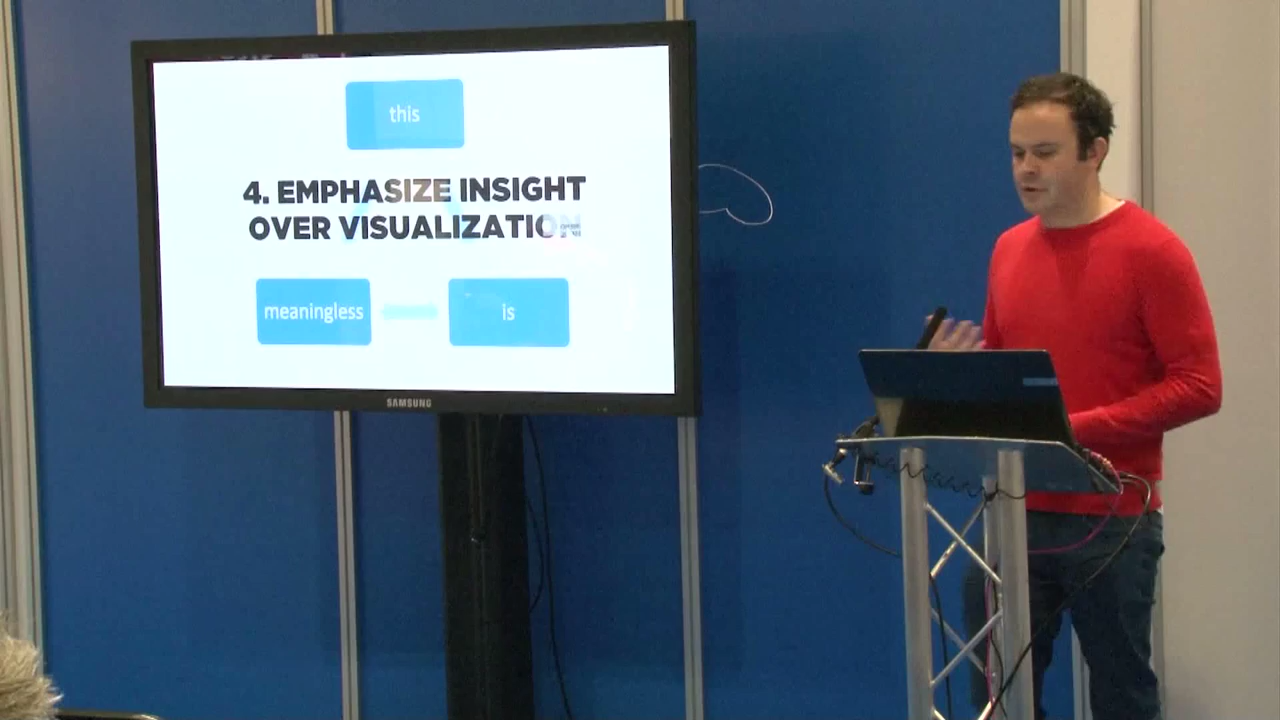 this
4. EMPHASIZE INSIGHT
OVER VISUALIZATION
meaningless
is
SAMSUNG